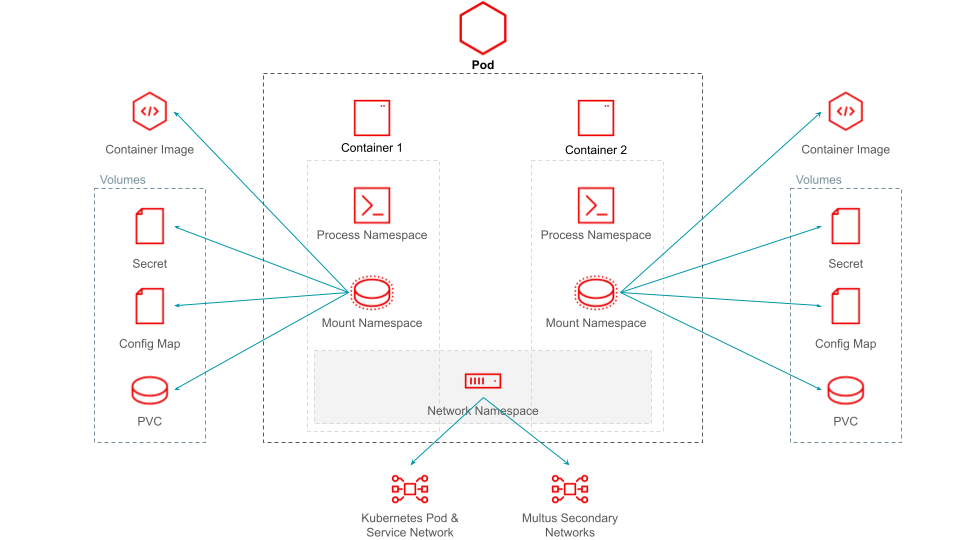 Pod
Container 1
Container 2
Container Image
Container Image
Volumes
Volumes
Process Namespace
Process Namespace
Secret
Secret
Mount Namespace
Mount Namespace
Config Map
Config Map
Network Namespace
PVC
PVC
Kubernetes Pod &
Service Network
Multus Secondary
Networks